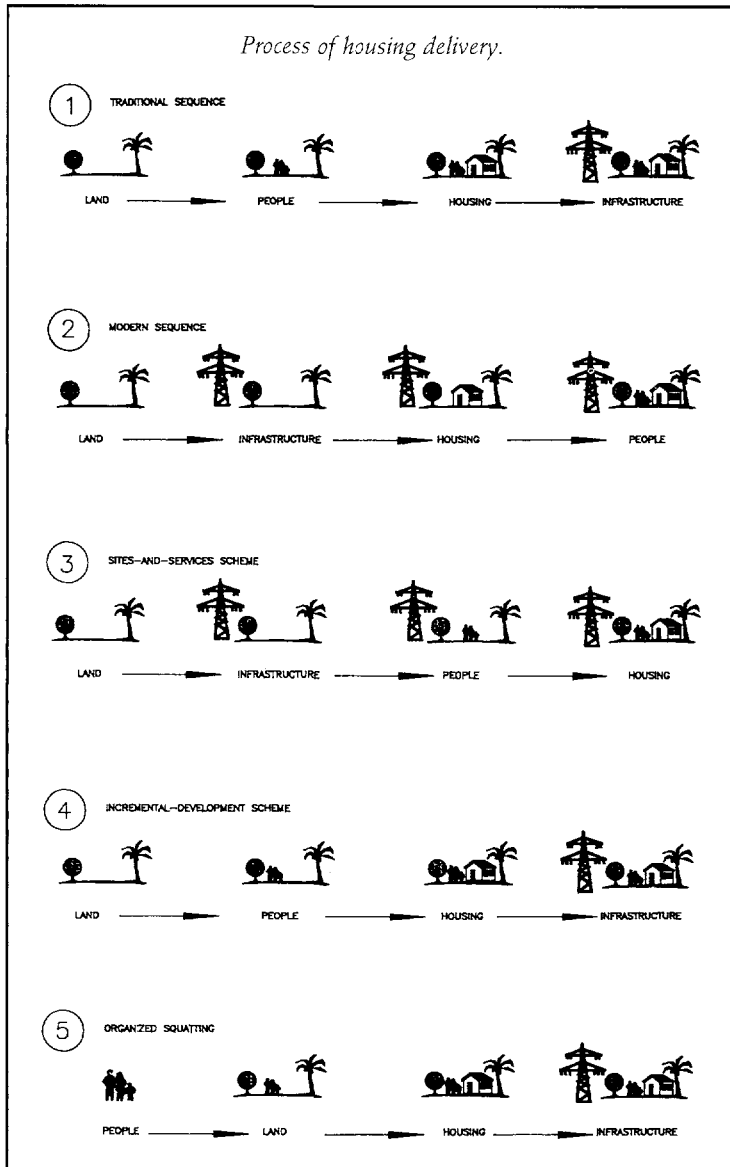 Process of housing delivery.
1 TRADITIONAL SEQUENCE
LAND PEOPLE HOUSING INFRASTRUCTURE
2 MODERN SEQUENCE
LAND INFRASTRUCTURE HOUSING PEOPLE
3 SITES-AND-SERVICES SCHEME
LAND INFRASTRUCTURE PEOPLE HOUSING
4 INCREMENTAL-DEVELOPMENT SCHEME
LAND PEOPLE HOUSING INFRASTRUCTURE
5 ORGANIZED SQUATTING
PEOPLE LAND HOUSING INFRASTRUCTURE